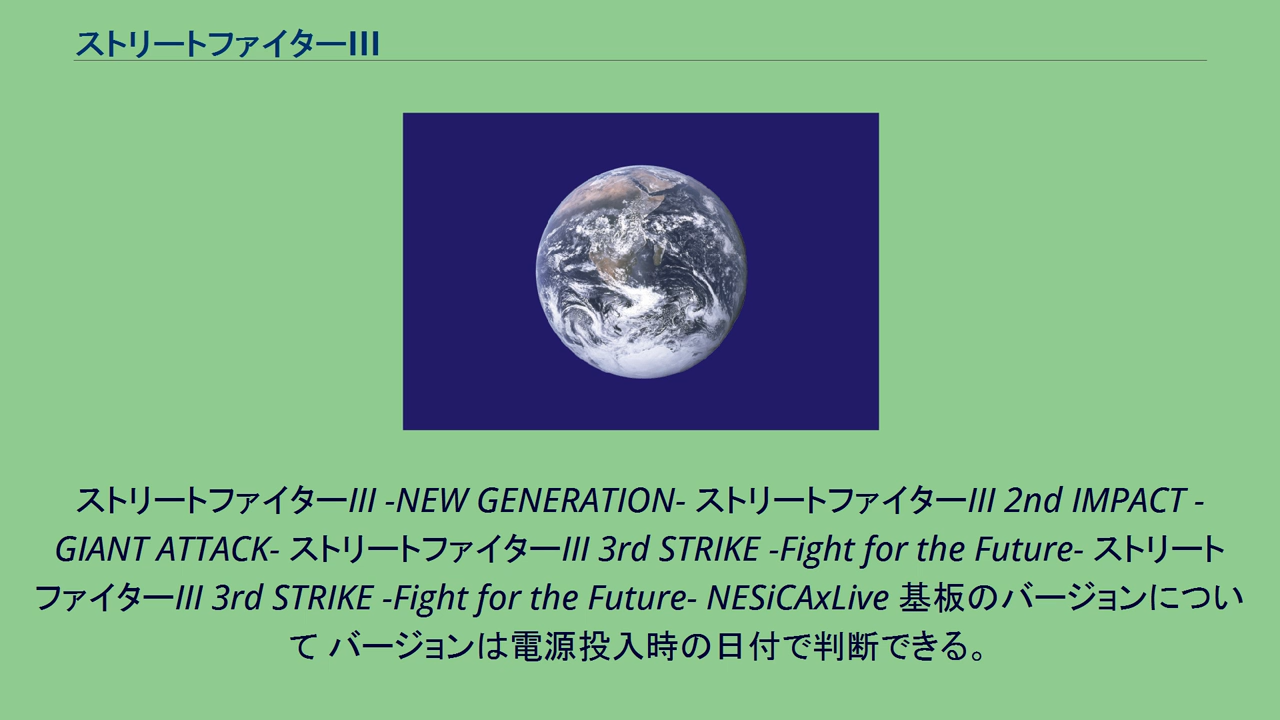 ストリートファイターIII
ストリートファイターIII -NEW GENERATION- ストリートファイターIII 2nd IMPACT -
GIANT ATTACK- ストリートファイターIII 3rd STRIKE -Fight for the Future- ストリート
ファイターIII 3rd STRIKE -Fight for the Future- NESiCAxLive 基板のバージョンについ
て バージョンは電源投入時の日付で判断できる。